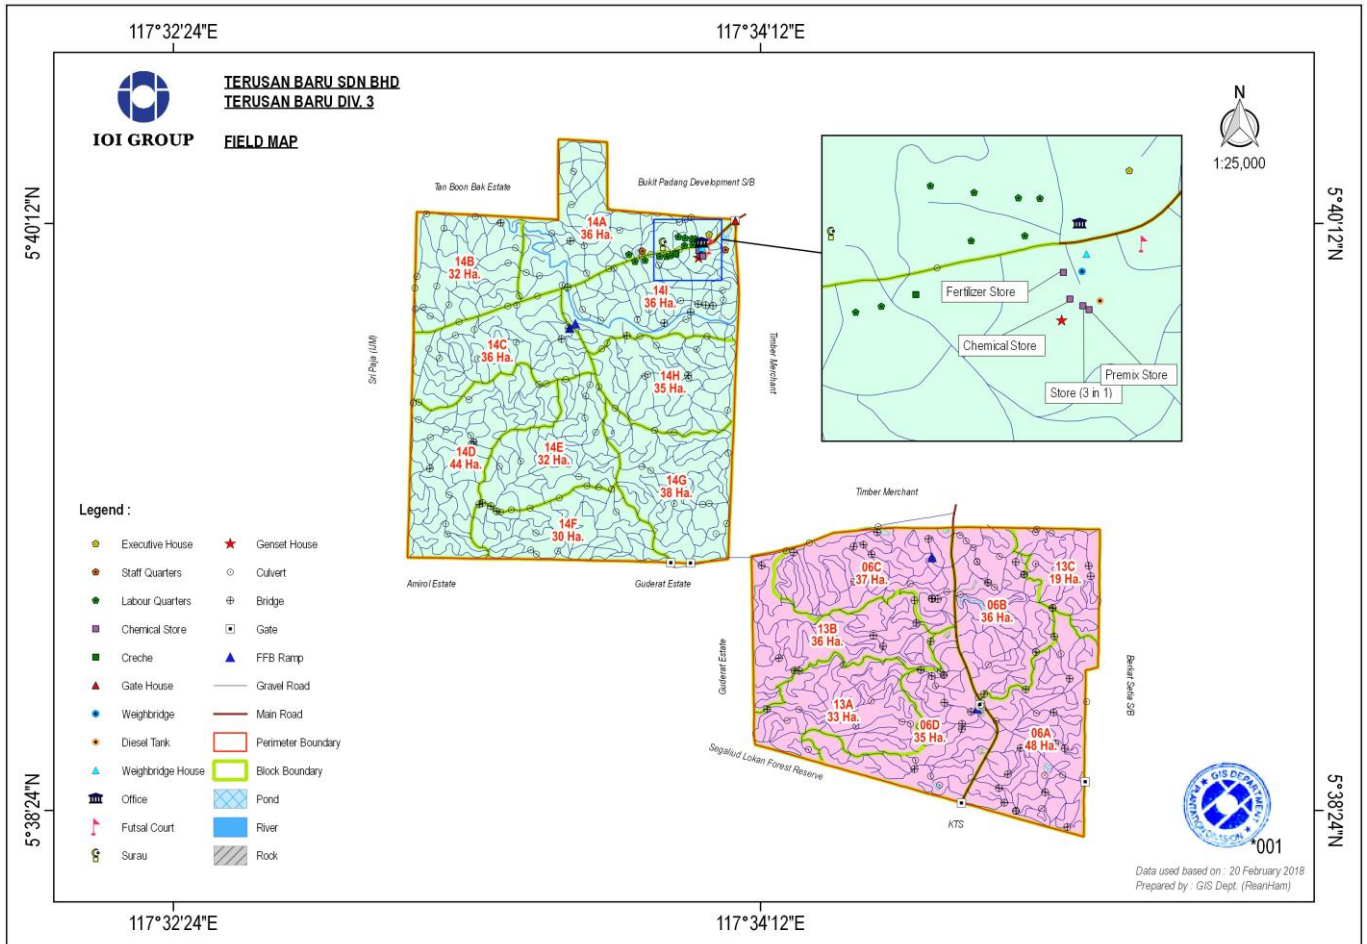 117°32'24"E
117°34'12"E
IOI GROUP
TERUSAN BARU SDN BHD
TERUSAN BARU DIV. 3
FIELD MAP
N
1:25,000
5°40'12"N
5°40'12"N
Tan Boon Bak Estate
Bukit Padang Development S/B
14A
36 Ha.
14B
32 Ha.
14I
36 Ha.
14C
36 Ha.
14H
35 Ha.
14D
44 Ha.
14E
32 Ha.
14G
38 Ha.
14F
30 Ha.
Sri Paja (IJM)
Timber Merchant
Amirol Estate
Guderat Estate
Fertilizer Store
Chemical Store
Premix Store
Store (3 in 1)
Timber Merchant
06C
37 Ha.
13C
19 Ha.
06B
36 Ha.
13B
36 Ha.
13A
33 Ha.
06D
35 Ha.
06A
48 Ha.
Guderat Estate
Berkat Setia S/B
Segaliud Lokan Forest Reserve
KTS
Legend :
Executive House
Staff Quarters
Labour Quarters
Chemical Store
Creche
Gate House
Weighbridge
Diesel Tank
Weighbridge House
Office
Futsal Court
Surau
Genset House
Culvert
Bridge
Gate
FFB Ramp
Gravel Road
Main Road
Perimeter Boundary
Block Boundary
Pond
River
Rock
5°38'24"N
5°38'24"N
GIS DEPARTMENT
PLANTATION DIVISION
*001
Data used based on : 20 February 2018
Prepared by : GIS Dept. (ReanHam)
117°32'24"E
117°34'12"E